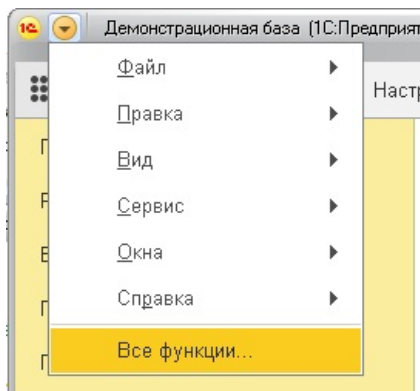 1С Демонстрационная база (1С:Предприят
Файл
Настр
Правка
Вид
Сервис
Окна
Справка
Все функции...